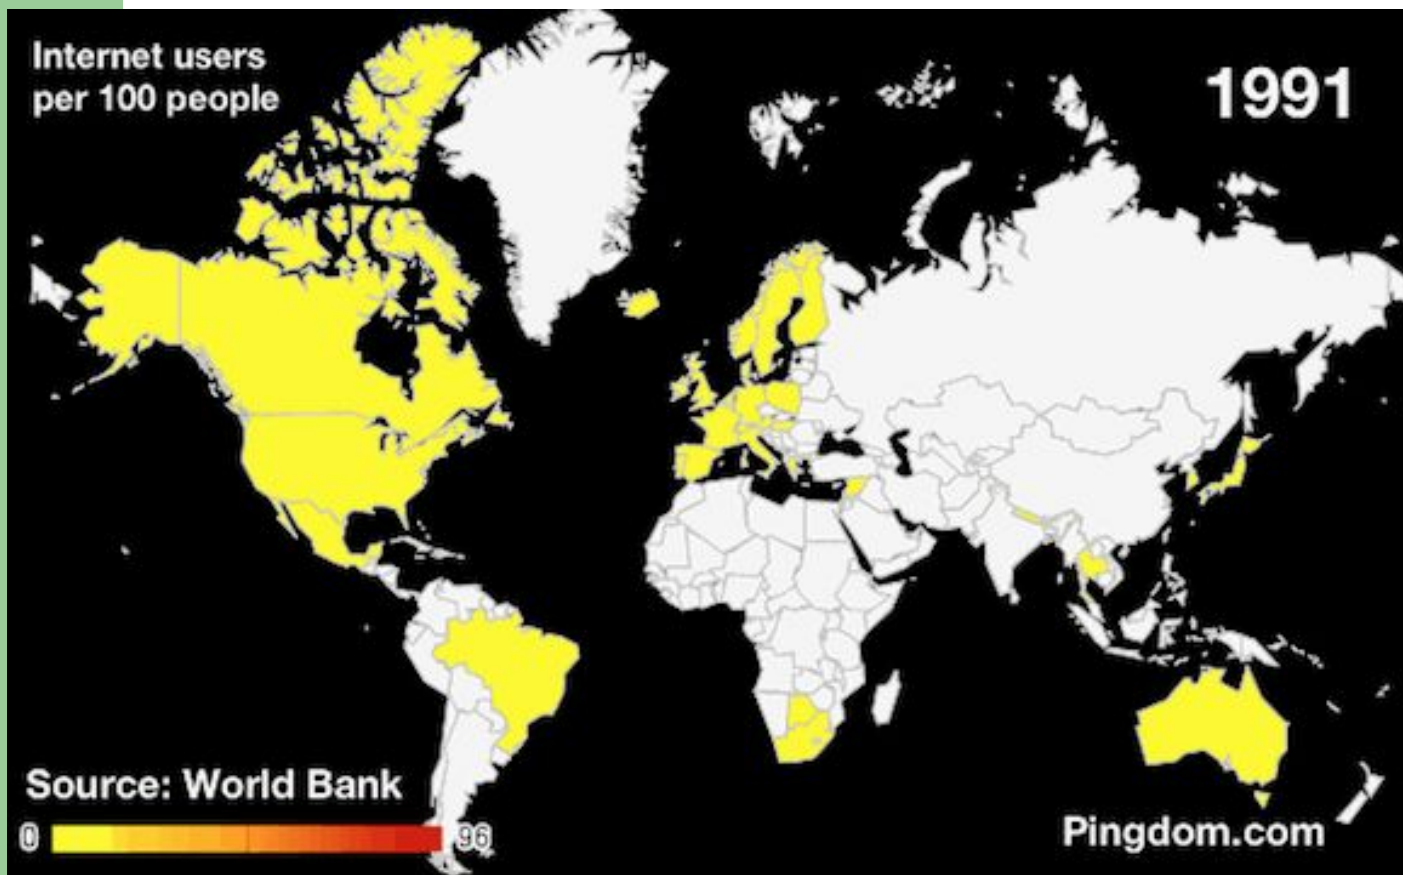 Internet users
per 100 people
1991
Source: World Bank
0
96
Pingdom.com